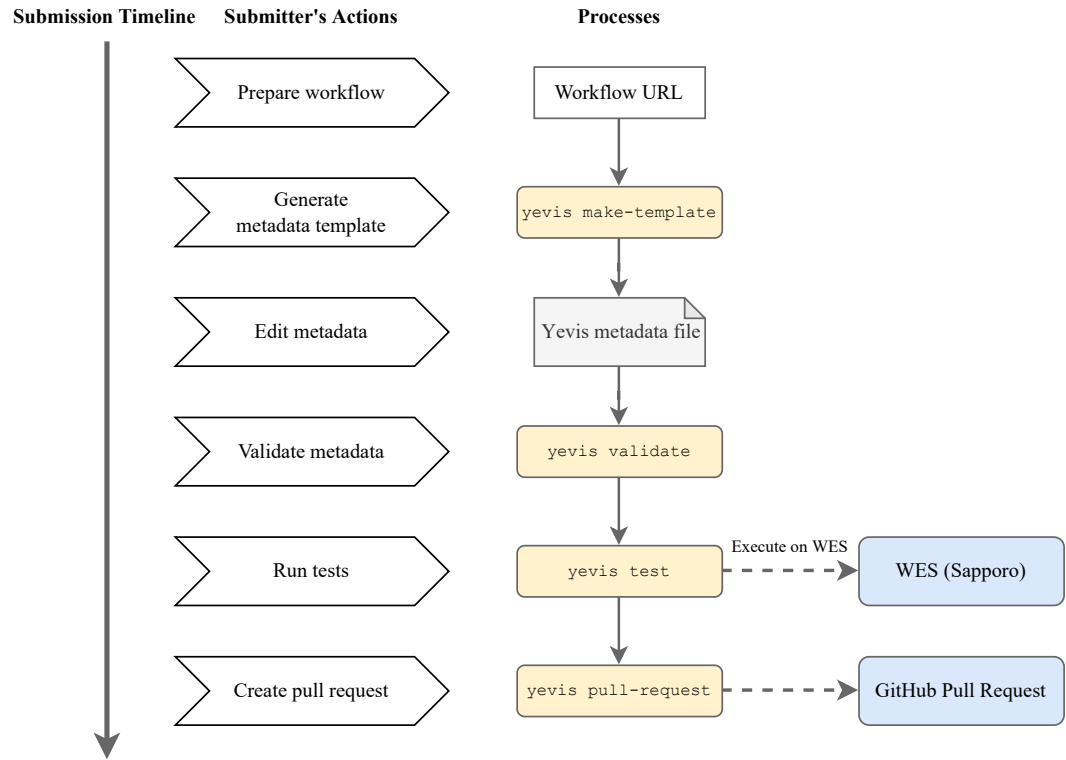 Submission Timeline
Submitter's Actions
Processes
Prepare workflow
Workflow URL
Generate
metadata template
yevis make-template
Edit metadata
Yevis metadata file
Validate metadata
yevis validate
Run tests
yevis test
Execute on WES
WES (Sapporo)
Create pull request
yevis pull-request
GitHub Pull Request